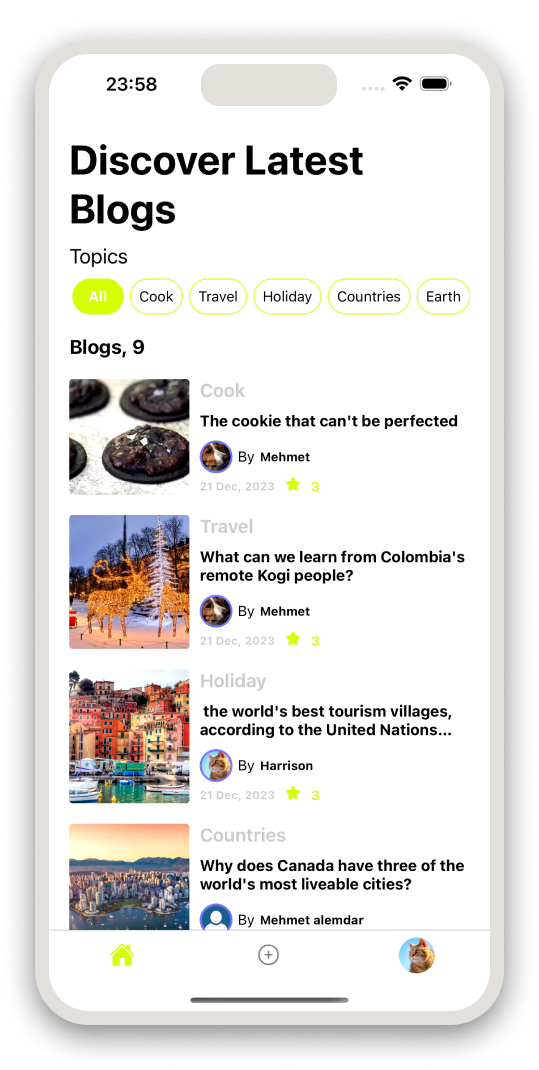 23:58
Discover Latest
Blogs
Topics
All Cook Travel Holiday Countries Earth
Blogs, 9
Cook
The cookie that can't be perfected
By Mehmet
21 Dec, 2023 3
Travel
What can we learn from Colombia's
remote Kogi people?
By Mehmet
21 Dec, 2023 3
Holiday
the world's best tourism villages,
according to the United Nations...
By Harrison
21 Dec, 2023 3
Countries
Why does Canada have three of the
world's most liveable cities?
By Mehmet alemdar